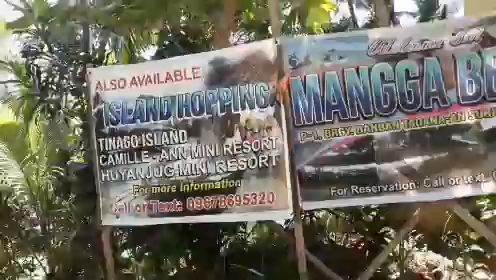 ALSO AVAILABLE
ISLAND HOPPING
TINAGO ISLAND
CAMILLE-ANN MINI RESORT
HUYANJUG MINI RESORT
For more Information
Call or Text: 09678695320
MANGGA
For Reservation: Call or text